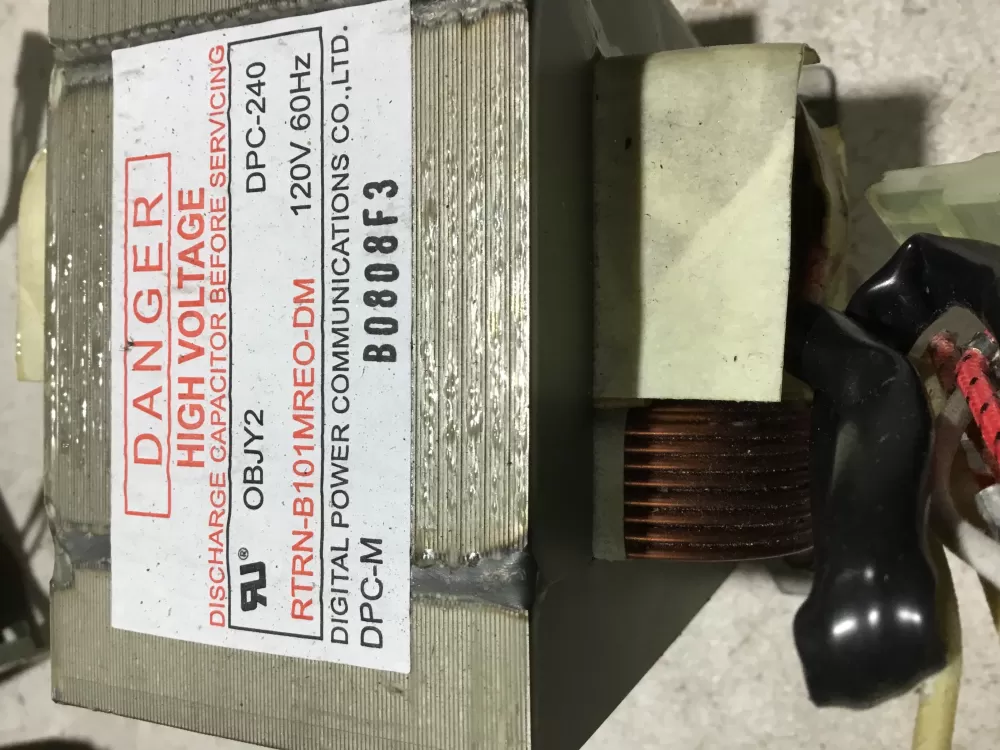 DANGER
HIGH VOLTAGE
DISCHARGE CAPACITOR BEFORE SERVICING
RU® OBJY2 DPC-240
RTRN-B101MREO-DM 120V 60Hz
DIGITAL POWER COMMUNICATIONS CO.,LTD.
DPC-M B0808F3